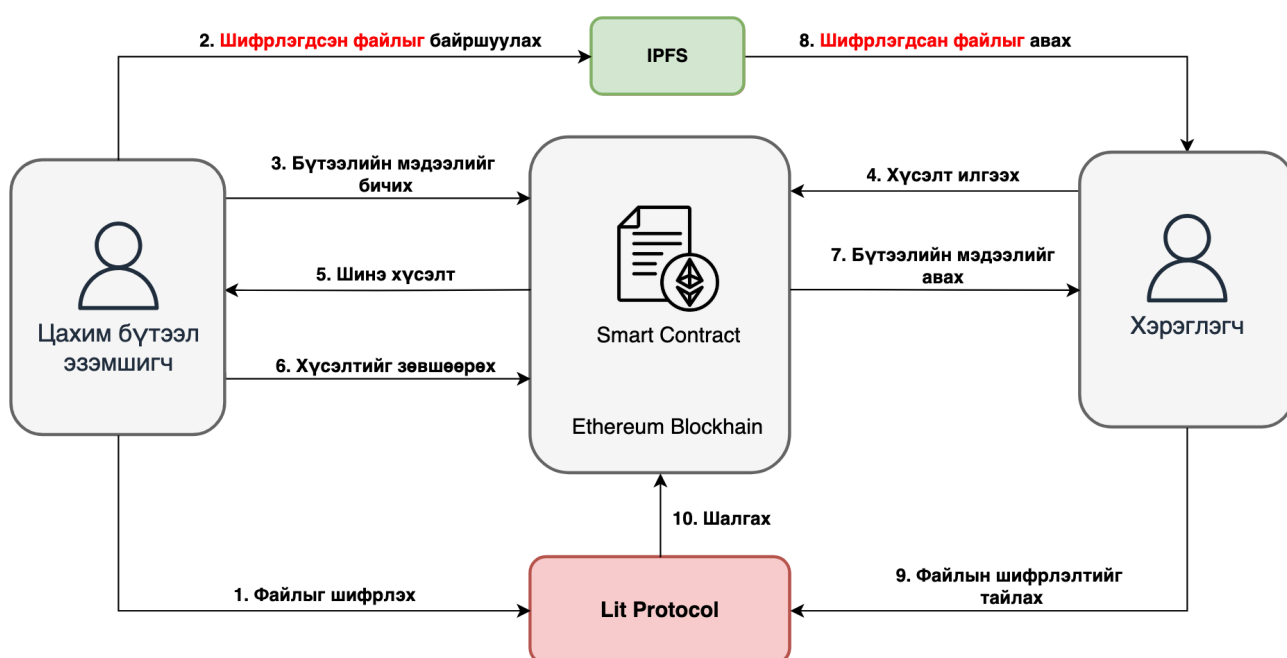 2. Шифрлэгдсэн файлыг байршуулах
IPFS
8. Шифрлэгдсан файлыг авах
3. Бүтээлийн мэдээлийг
бичих
4. Хүсэлт илгээх
5. Шинэ хүсэлт
7. Бүтээлийн мэдээлийг
авах
Цахим бүтээл
эзэмшигч
Smart Contract
Хэрэглэгч
6. Хүсэлтийг зөвшөөрөх
Ethereum Blockhain
10. Шалгах
1. Файлыг шифрлэх
Lit Protocol
9. Файлын шифрлэлтийг
тайлах